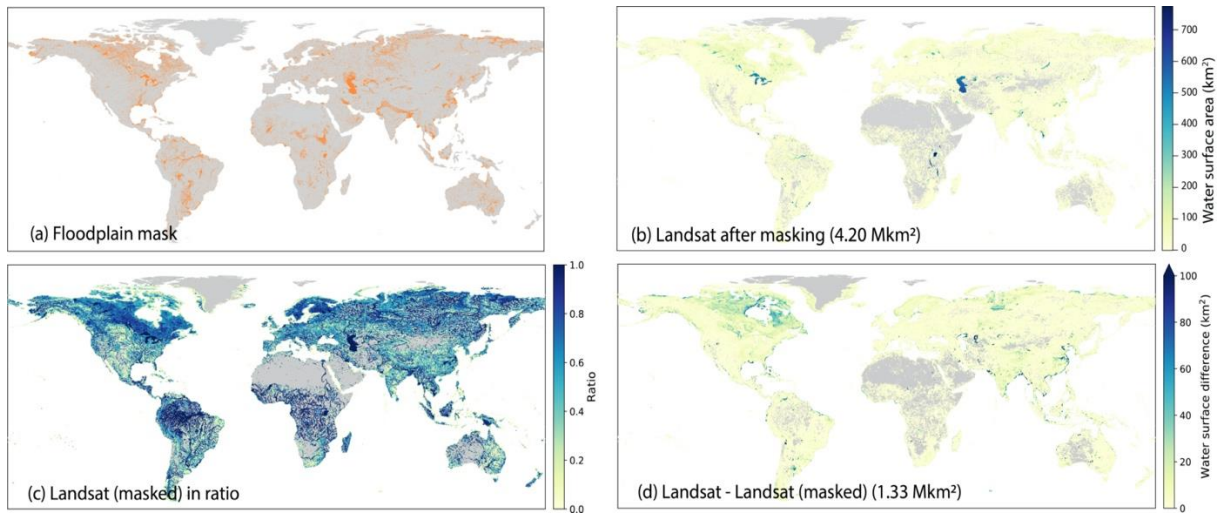 (a) Floodplain mask
(b) Landsat after masking (4.20 Mkm²)
700
600
500
400
300
200
100
0
Water surface area (km²)
(c) Landsat (masked) in ratio
1.0
0.8
0.6
0.4
0.2
0.0
Ratio
(d) Landsat - Landsat (masked) (1.33 Mkm²)
100
80
60
40
20
0
Water surface difference (km²)